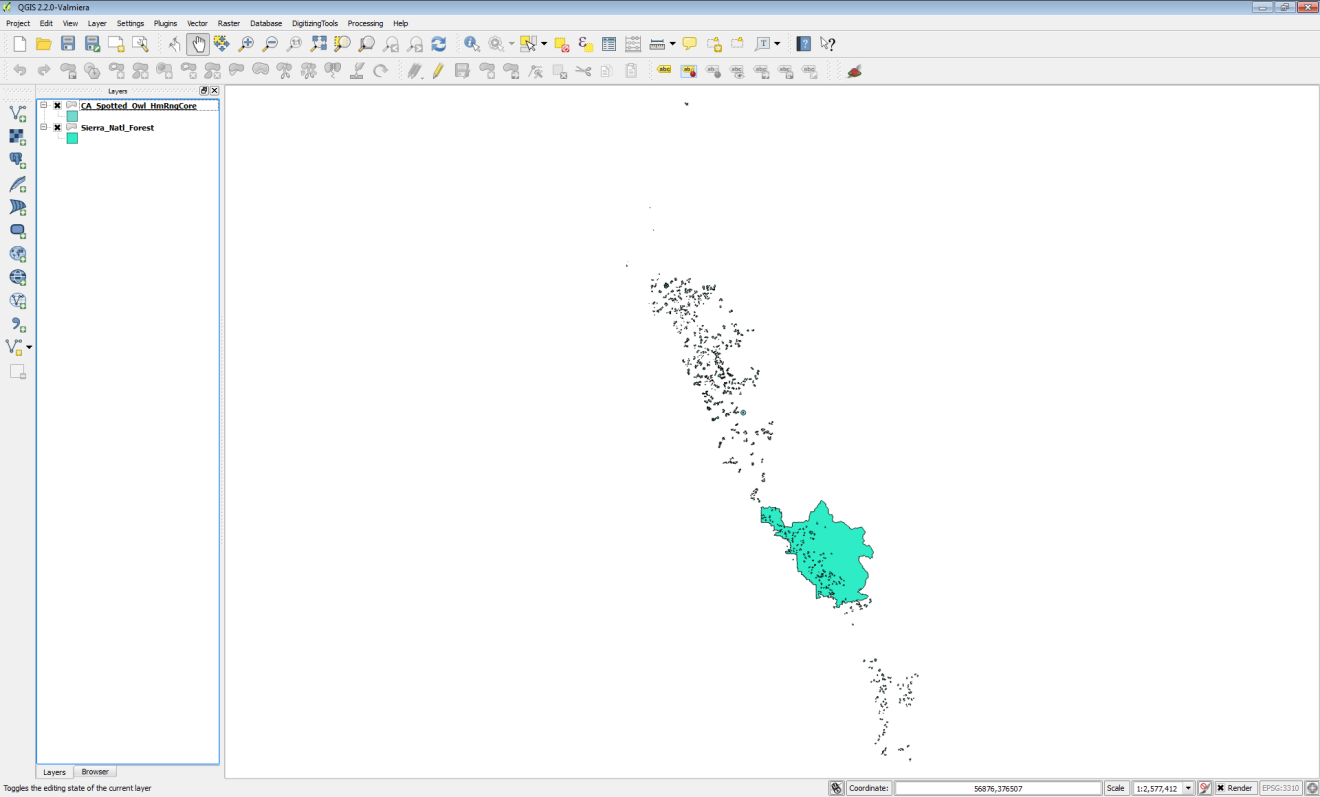 QGIS 2.2.0-Valmiera
Project Edit View Layer Settings Plugins Vector Raster Database DigitizingTools Processing Help
Layers
CA_Spotted_Owl_HmRngCore
Sierra_Natl_Forest
Layers Browser
Toggles the editing state of the current layer
Coordinate: 56876,376507 Scale 1:2,577,412 Render EPSG:3310